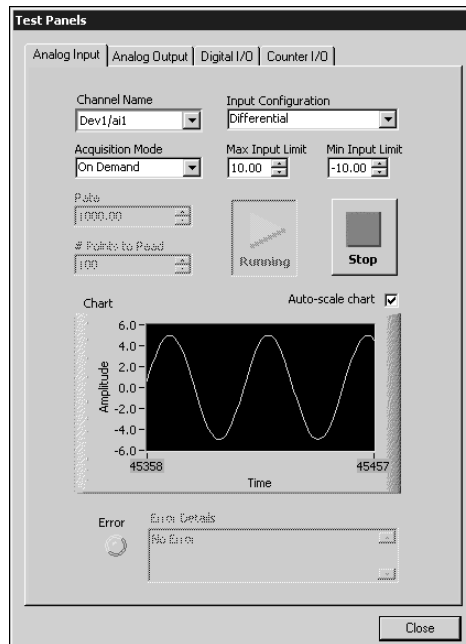 Test Panels
Analog Input Analog Output Digital I/O Counter I/O
Channel Name Input Configuration
Dev1/ai1 Differential
Acquisition Mode Max Input Limit Min Input Limit
On Demand 10.00 -10.00
Rate
1000.00
# Points to Read
100
Running Stop
Chart Auto-scale chart
6.0
4.0
2.0
0.0
-2.0
-4.0
-6.0
Amplitude
45358 45457
Time
Error Error Details
No Error
Close